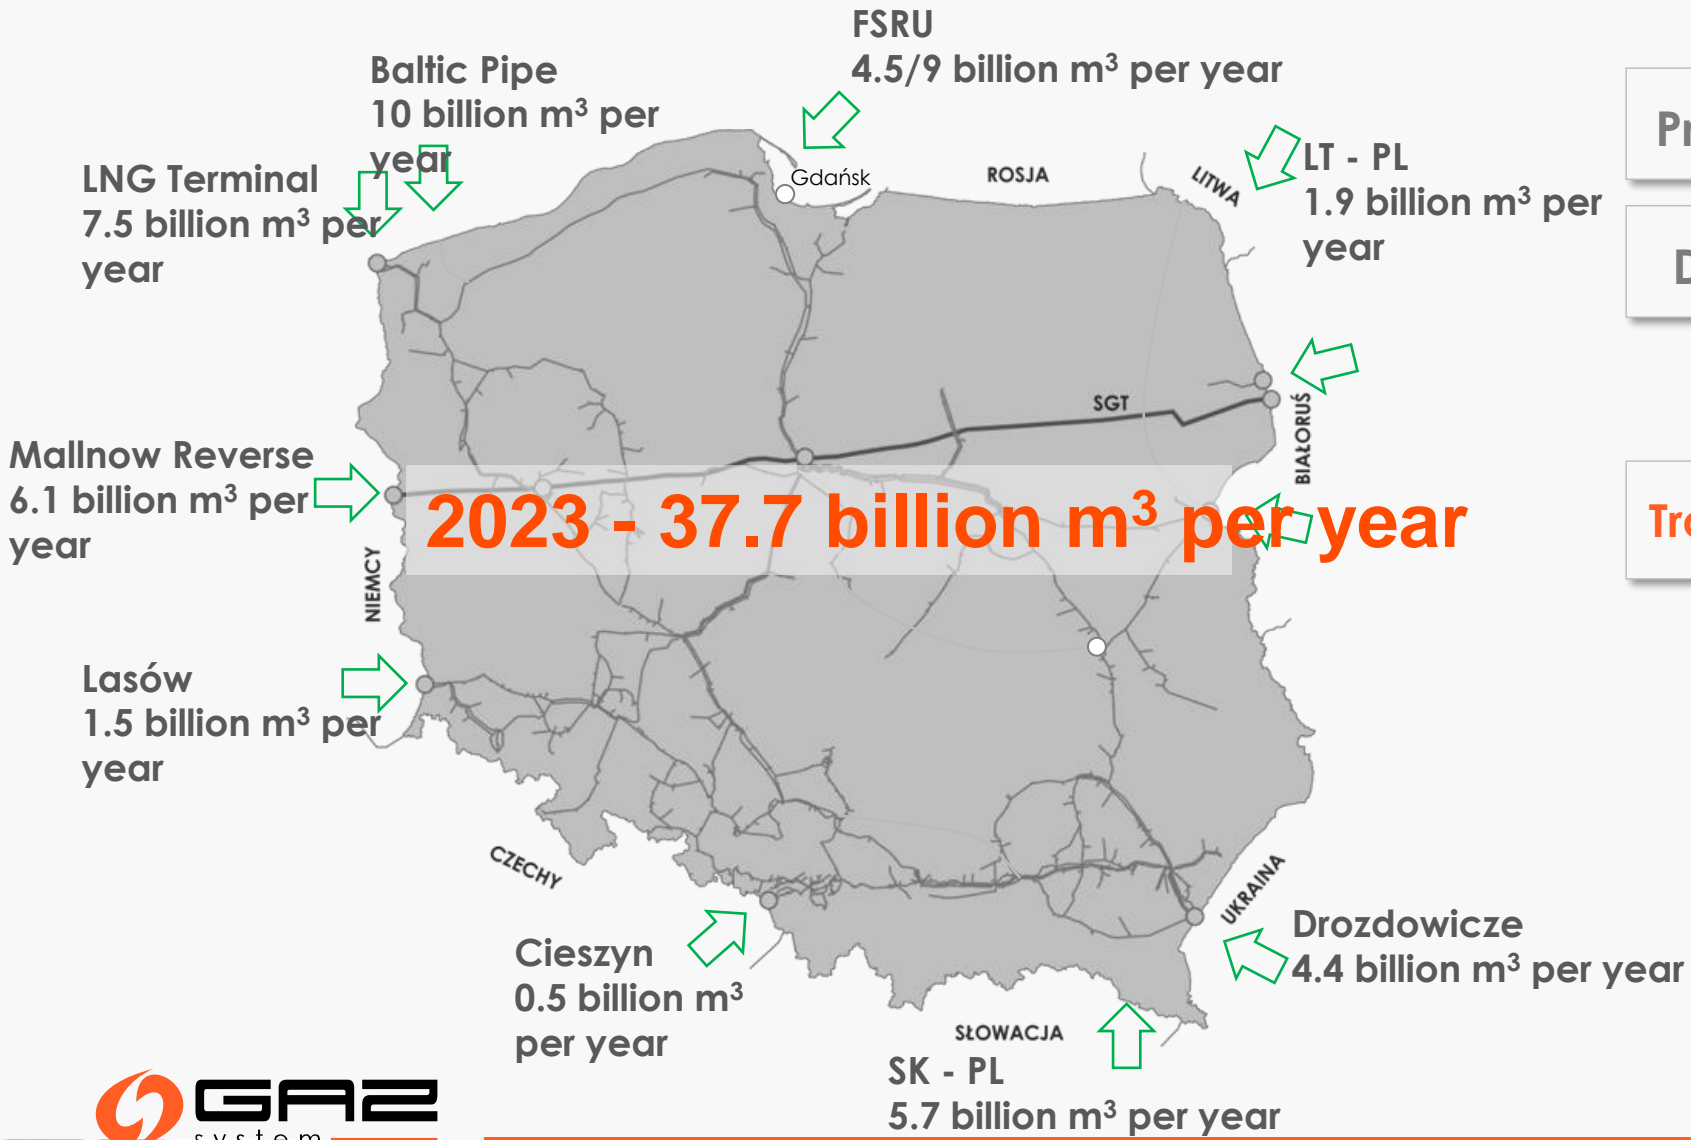 FSRU
4.5/9 billion m³ per year
Baltic Pipe
10 billion m³ per
year
LNG Terminal
7.5 billion m³ per
year
Gdańsk
ROSJA
LITWA
LT - PL
1.9 billion m³ per
year
SGT
BIAŁORUŚ
Mallnow Reverse
6.1 billion m³ per
year
2023 - 37.7 billion m³ per year
NIEMCY
Lasów
1.5 billion m³ per
year
CZECHY
UKRAINA
Cieszyn
0.5 billion m³
per year
Drozdowicze
4.4 billion m³ per year
SŁOWACJA
SK - PL
5.7 billion m³ per year
GAZ
system